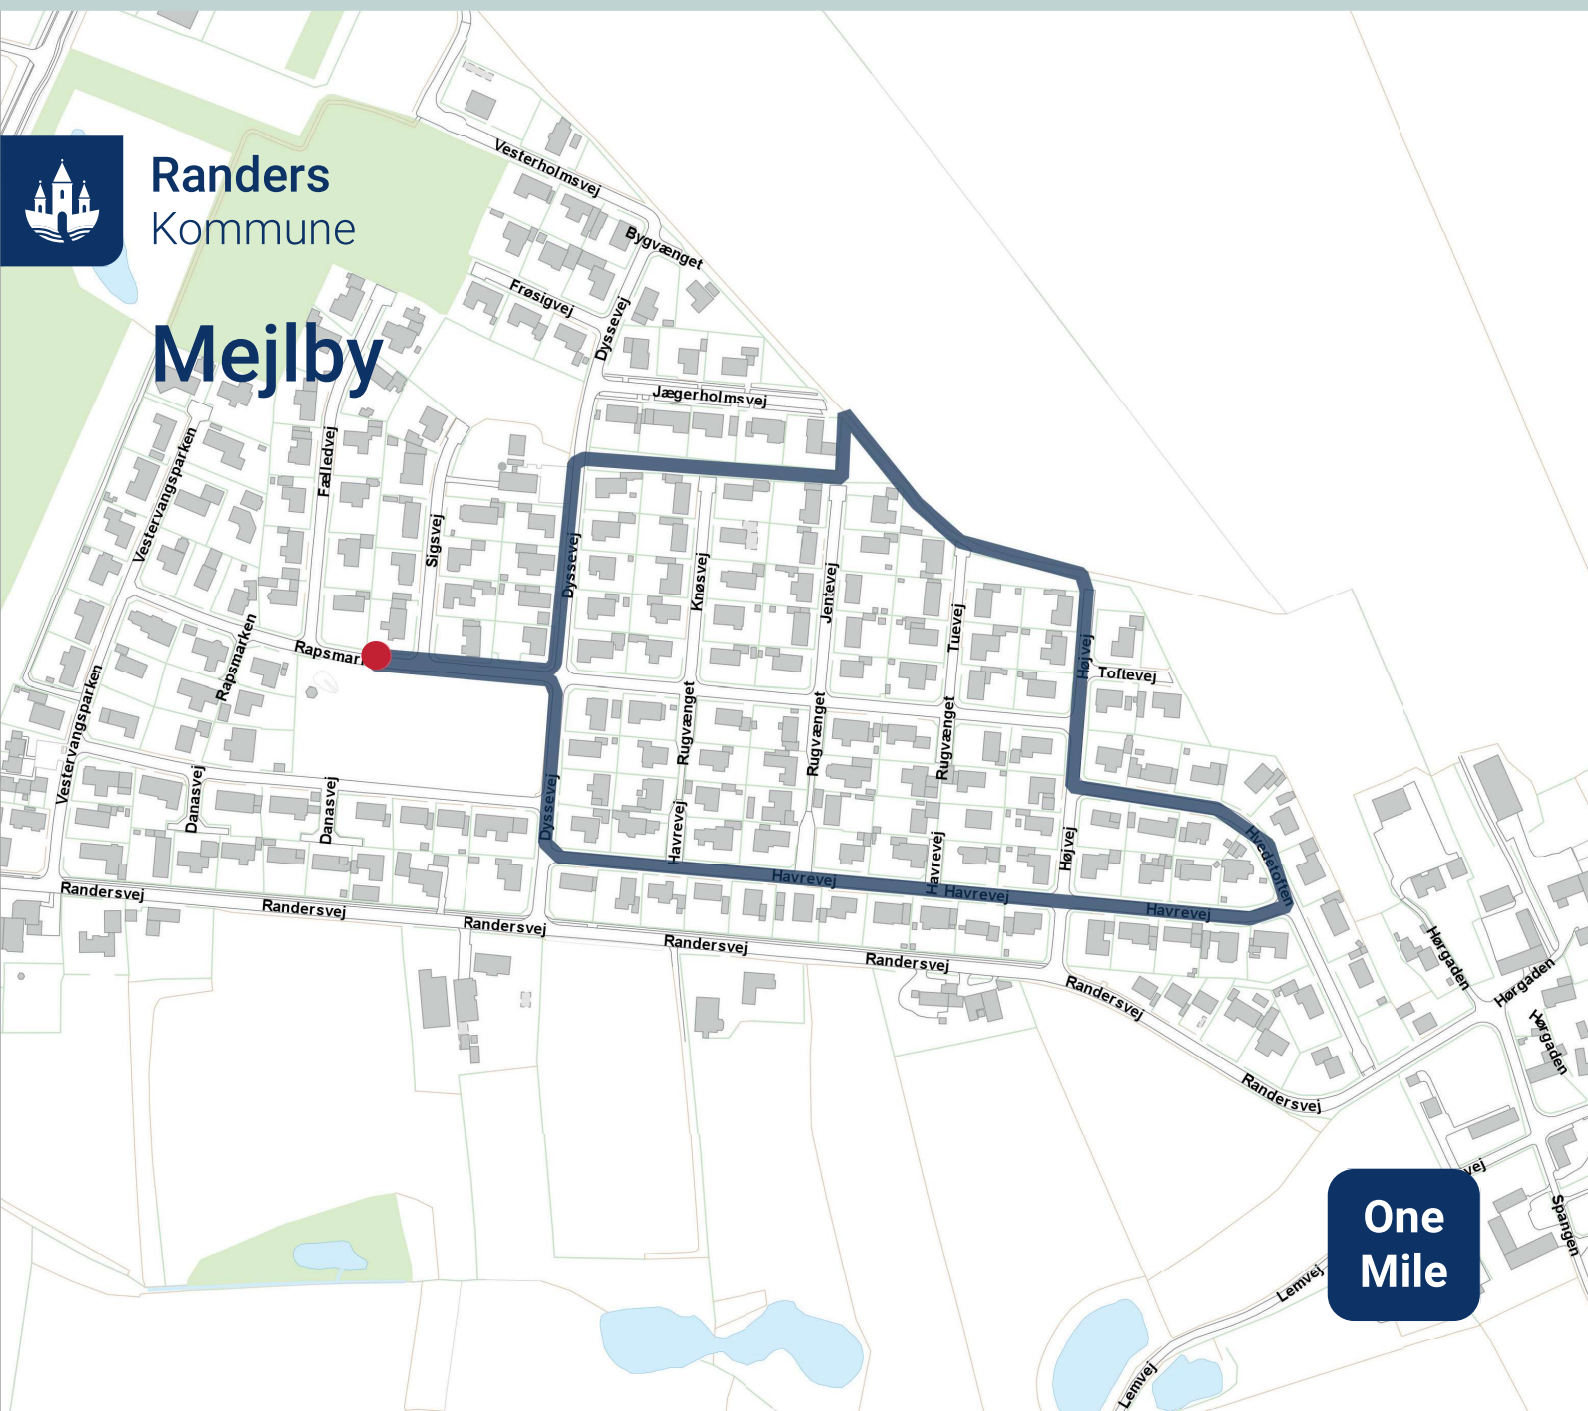 Randers
Kommune
Mejlby
Vesterholmsvej
Bygvænget
Frøsigvej
Dyssevej
Jægerholmsvej
Vestervangsparken
Fælledvej
Sigsvej
Dyssevej
Knøsvej
Jentevej
Tuevej
Højvej
Toftevej
Rapsmarken
Vestervangsparken
Rugvænget
Rugvænget
Rugvænget
Danasvej
Danasvej
Dyssevej
Havrevej
Havrevej
Højvej
Hvedetoften
Havrevej
Havrevej
Havrevej
Randersvej
Randersvej
Randersvej
Randersvej
Randersvej
Randersvej
Randersvej
Hørgaden
Hørgaden
Hørgaden
Spangen
Lemvej
Lemvej
One
Mile